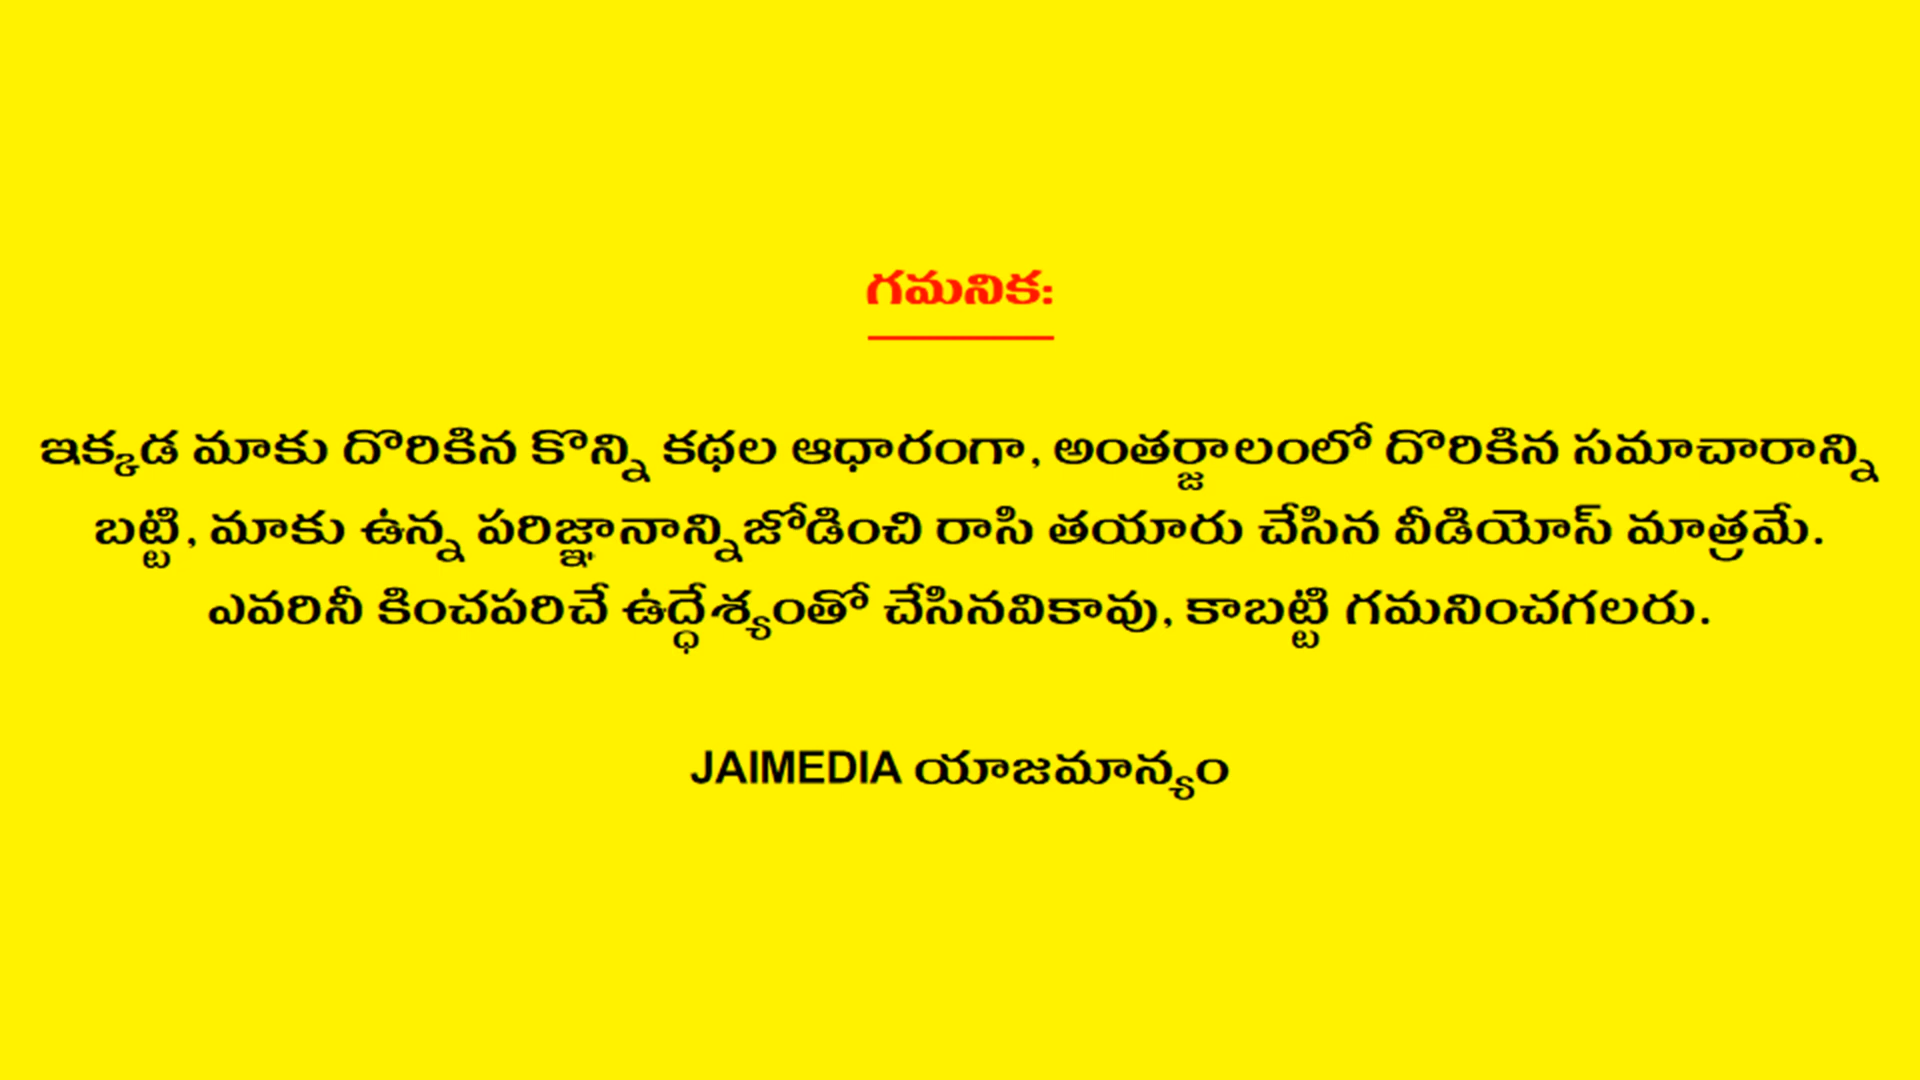 గమనిక:
ఇక్కడ మాకు దొరికిన కొన్ని కథల ఆధారంగా, అంతర్జాలంలో దొరికిన సమాచారాన్ని
బట్టి, మాకు ఉన్న పరిజ్ఞానాన్నిజోడించి రాసి తయారు చేసిన వీడియోస్ మాత్రమే.
ఎవరినీ కించపరిచే ఉద్ధేశ్యంతో చేసినవికావు, కాబట్టి గమనించగలరు.
JAIMEDIA యాజమాన్యం